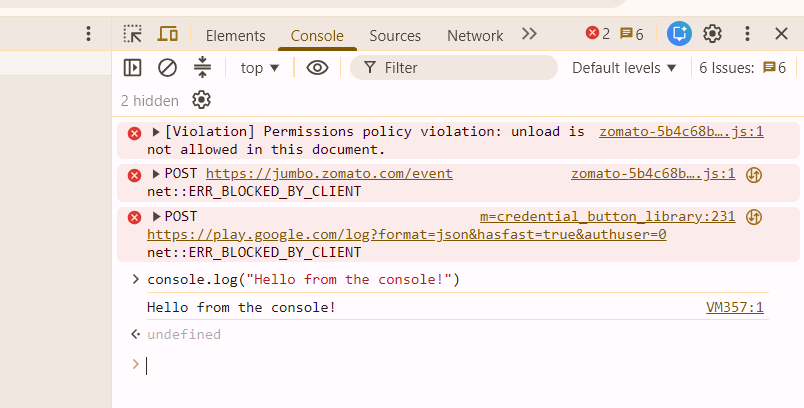 Elements Console Sources Network 2 6
top Filter Default levels 6 Issues: 6
2 hidden
[Violation] Permissions policy violation: unload is zomato-5b4c68b….js:1
not allowed in this document.
POST https://jumbo.zomato.com/event zomato-5b4c68b….js:1
net::ERR_BLOCKED_BY_CLIENT
POST m=credential_button_library:231
https://play.google.com/log?format=json&hasfast=true&authuser=0
net::ERR_BLOCKED_BY_CLIENT
console.log("Hello from the console!")
Hello from the console! VM357:1
undefined